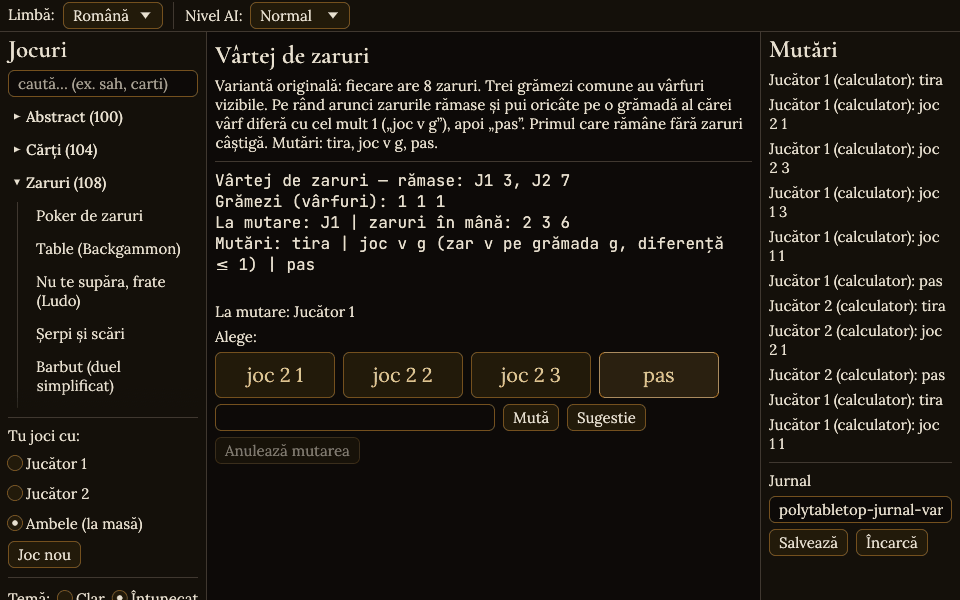 Limbă: Română ▼ Nivel AI: Normal ▼
Jocuri
caută... (ex. sah, carti)
▸ Abstract (100)
▸ Cărți (104)
▾ Zaruri (108)
Poker de zaruri
Table (Backgammon)
Nu te supăra, frate
(Ludo)
Șerpi și scări
Barbut (duel
simplificat)
Tu joci cu:
Jucător 1
Jucător 2
Ambele (la masă)
Joc nou
Temă: Clar Întunecat
Vârtej de zaruri
Variantă originală: fiecare are 8 zaruri. Trei grămezi comune au vârfuri
vizibile. Pe rând arunci zarurile rămase și pui oricâte pe o grămadă al cărei
vârf diferă cu cel mult 1 („joc v g”), apoi „pas”. Primul care rămâne fără zaruri
câștigă. Mutări: tira, joc v g, pas.
Vârtej de zaruri — rămase: J1 3, J2 7
Grămezi (vârfuri): 1 1 1
La mutare: J1 | zaruri în mână: 2 3 6
Mutări: tira | joc v g (zar v pe grămada g, diferență
≤ 1) | pas
La mutare: Jucător 1
Alege:
joc 2 1 joc 2 2 joc 2 3 pas
Mută Sugestie
Anulează mutarea
Mutări
Jucător 1 (calculator): tira
Jucător 1 (calculator): joc
2 1
Jucător 1 (calculator): joc
2 3
Jucător 1 (calculator): joc
1 3
Jucător 1 (calculator): joc
1 1
Jucător 1 (calculator): pas
Jucător 2 (calculator): tira
Jucător 2 (calculator): joc
2 1
Jucător 2 (calculator): pas
Jucător 1 (calculator): tira
Jucător 1 (calculator): joc
1 1
Jurnal
polytabletop-jurnal-var
Salvează Încarcă